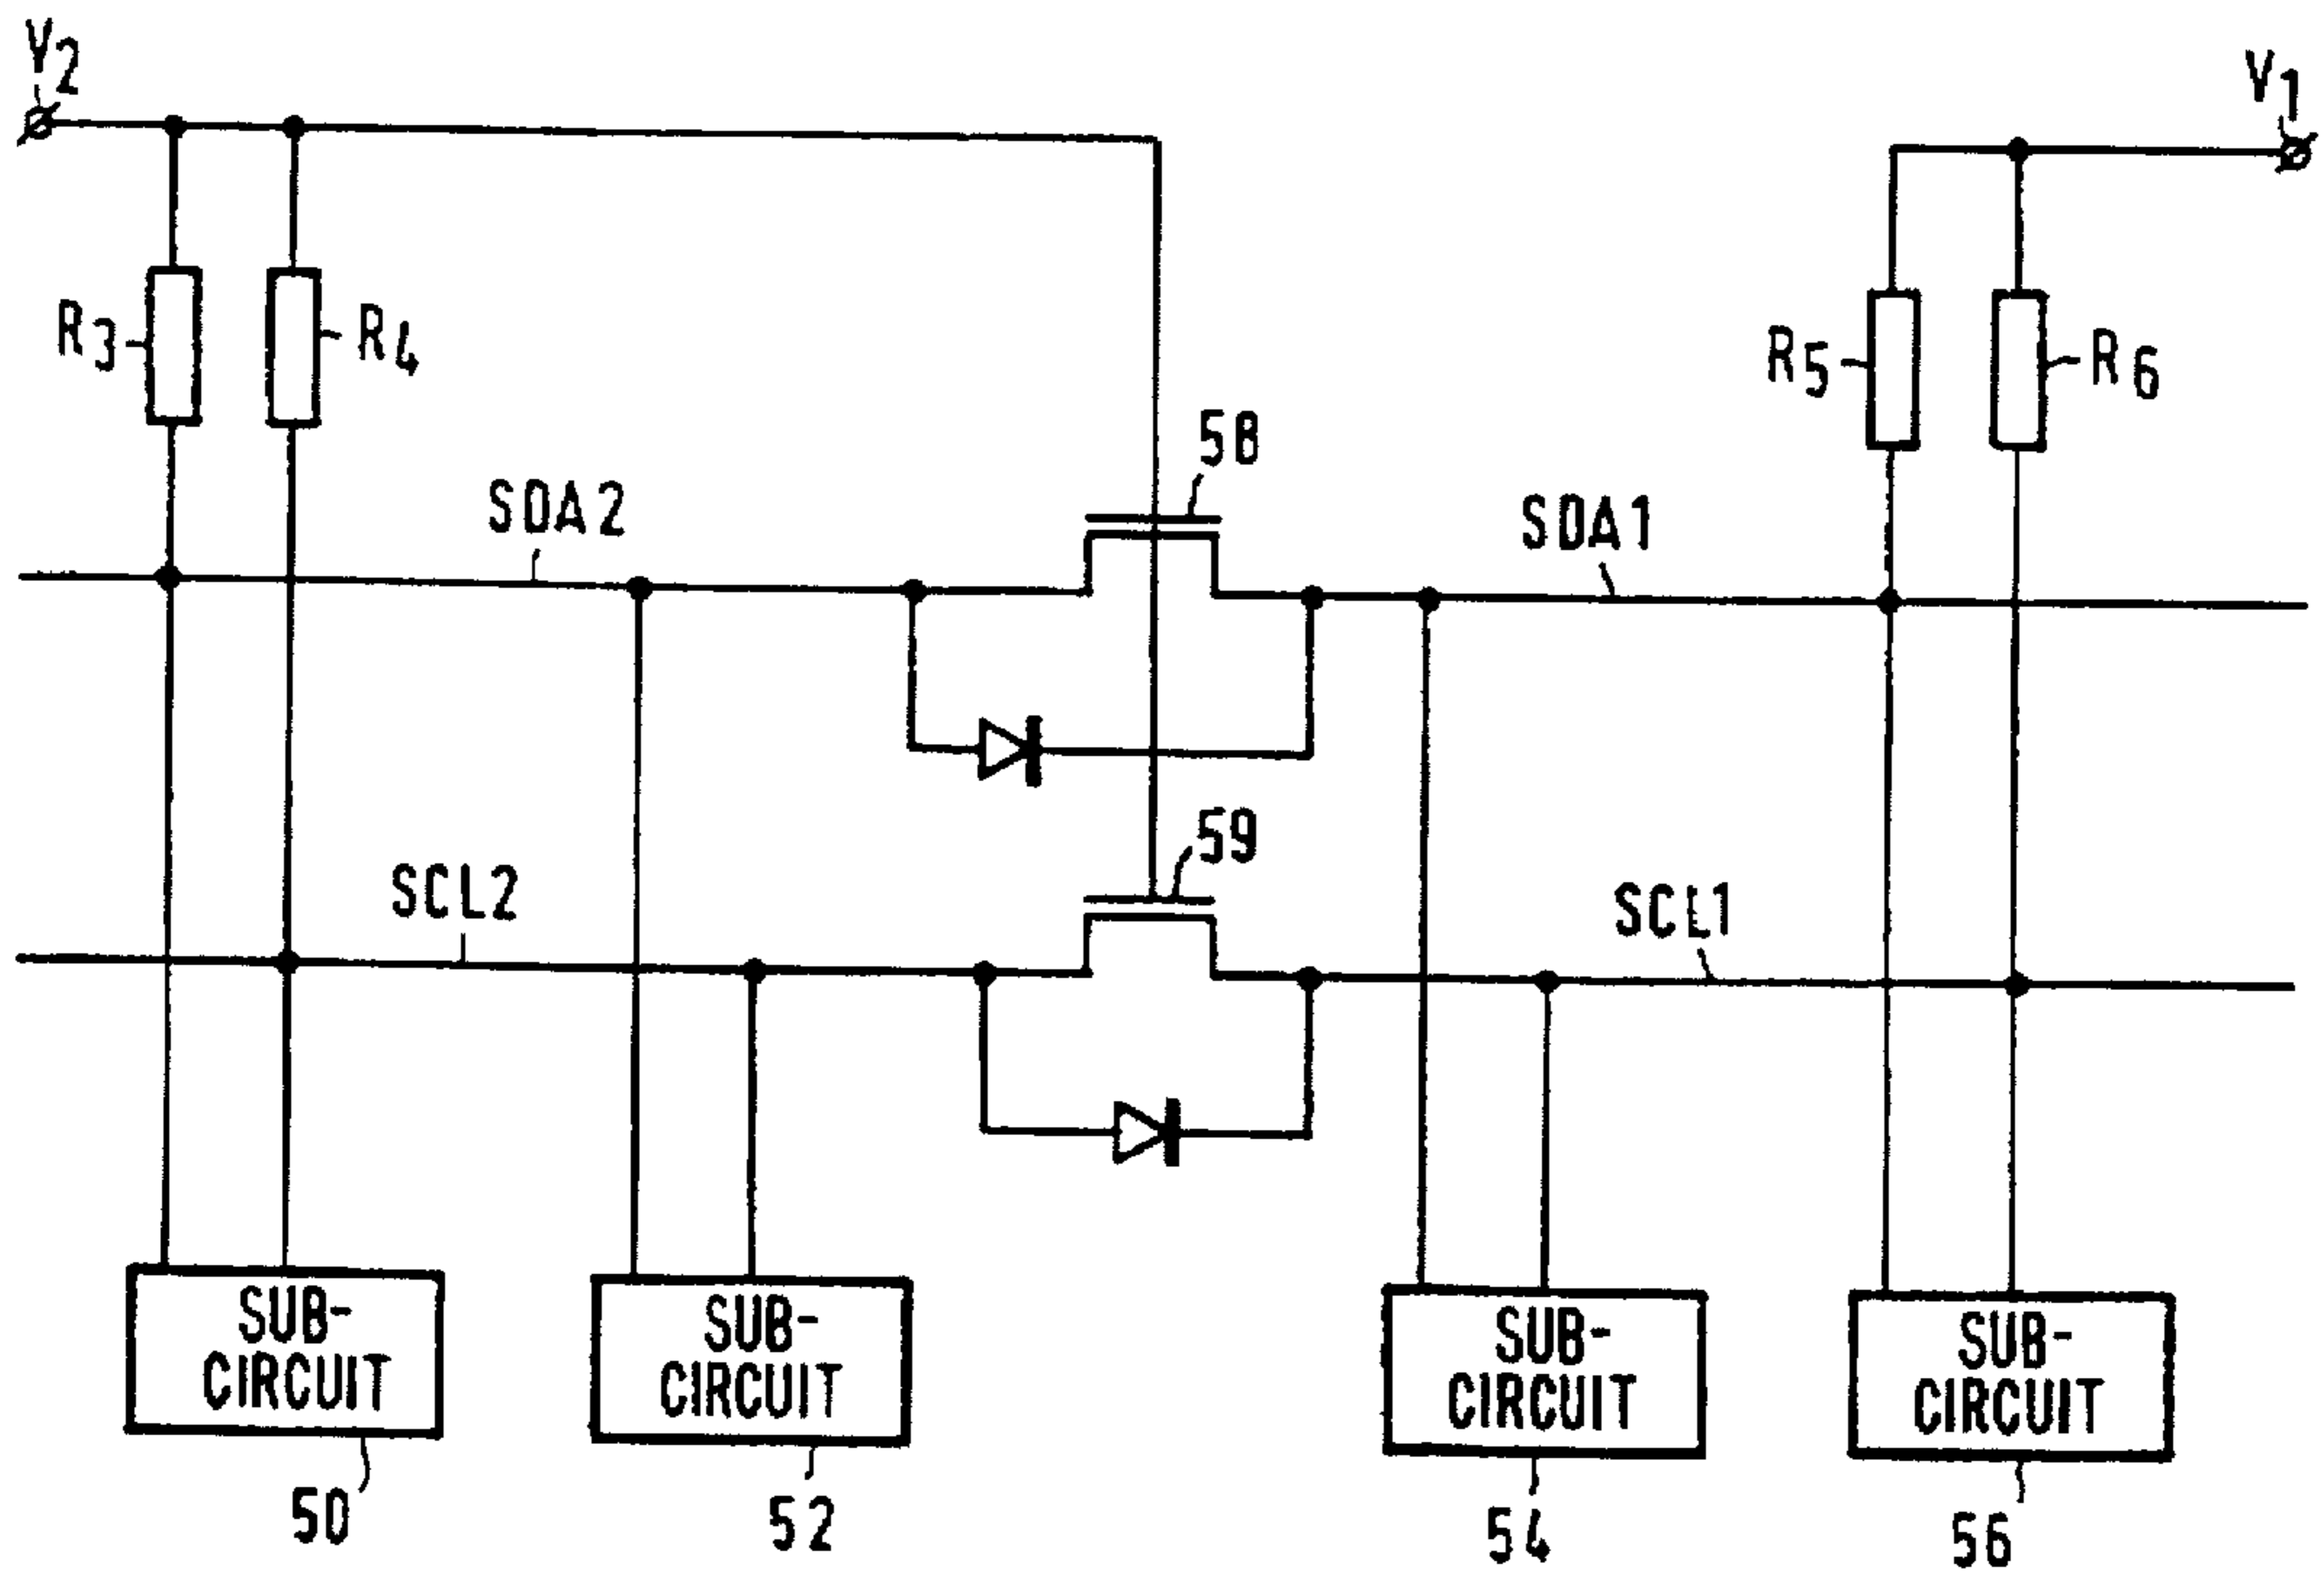 V2
V1
R3
R4
R5
R6
58
SDA2
SDA1
59
SCL2
SCL1
SUB-
CIRCUIT
SUB-
CIRCUIT
SUB-
CIRCUIT
SUB-
CIRCUIT
50
52
54
56